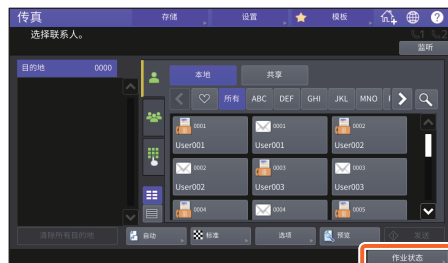 传真
存储
设置
模板
选择联系人。
1
2
监听
目的地 0000
本地
共享
所有 ABC DEF GHI JKL MNO
0001
User001
0001
User001
0002
User002
0002
User002
0003
User003
0003
User003
0004
0004
0005
清除所有目的地
自动
标准
选项
预览
发送
作业状态